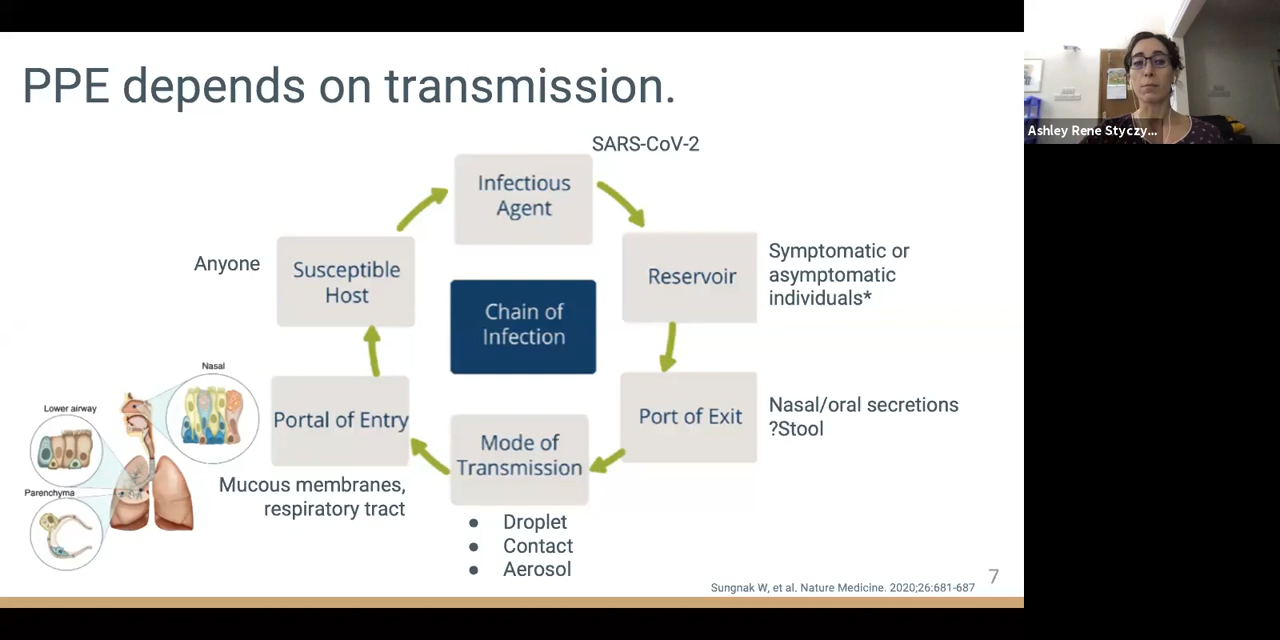 PPE depends on transmission.
SARS-CoV-2
Infectious
Agent
Reservoir
Symptomatic or
asymptomatic
individuals*
Port of Exit
Nasal/oral secretions
?Stool
Mode of
Transmission
Droplet
Contact
Aerosol
Portal of Entry
Mucous membranes,
respiratory tract
Susceptible
Host
Anyone
Chain of
Infection
Nasal
Lower airway
Parenchyma
Sungnak W, et al. Nature Medicine. 2020;26:681-687
7
Ashley Rene Styczy...